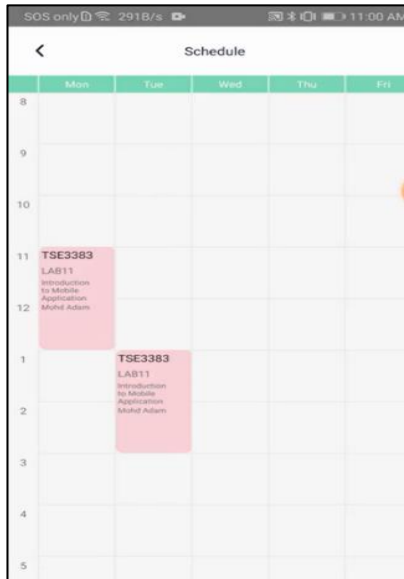 SOS only 291B/s 11:00 AM
Schedule
Mon Tue Wed Thu Fri
8
9
10
11
TSE3383
LAB11
Introduction
to Mobile
Application
Mohd Adam
12
1
TSE3383
LAB11
Introduction
to Mobile
Application
Mohd Adam
2
3
4
5